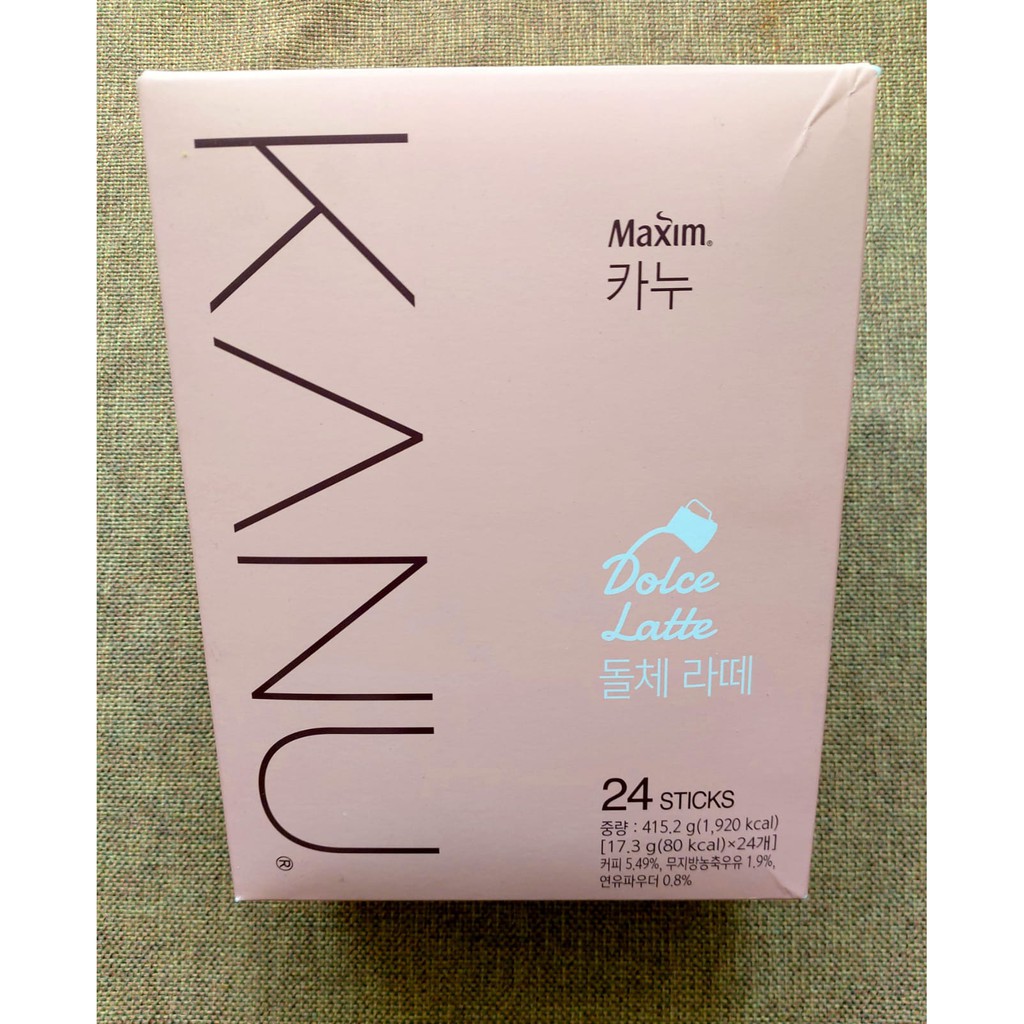 KANU®
Maxim®
카누
Dolce
Latte
돌체 라떼
24 STICKS
중량 : 415.2 g(1,920 kcal)
[17.3 g(80 kcal)×24개]
커피 5.49%, 무지방농축우유 1.9%,
연유파우더 0.8%